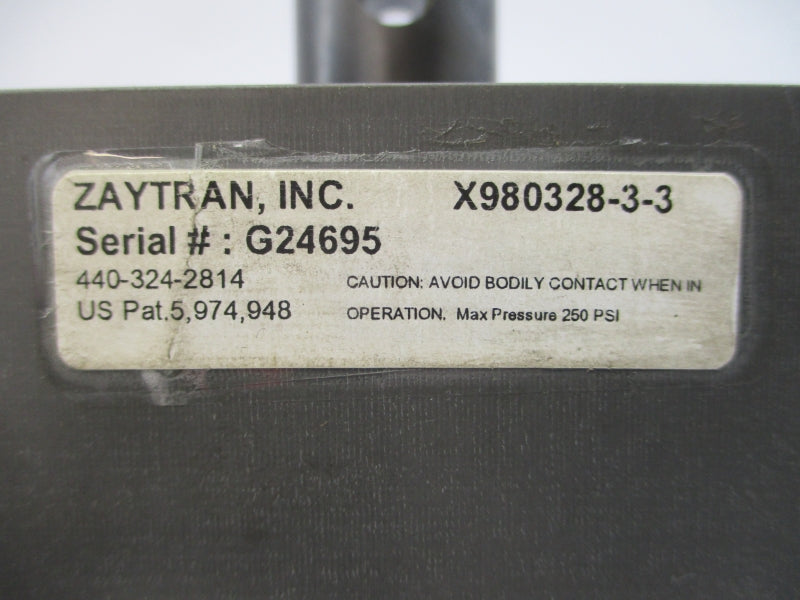 ZAYTRAN, INC. X980328-3-3
Serial # : G24695
440-324-2814 CAUTION: AVOID BODILY CONTACT WHEN IN
US Pat.5,974,948 OPERATION. Max Pressure 250 PSI